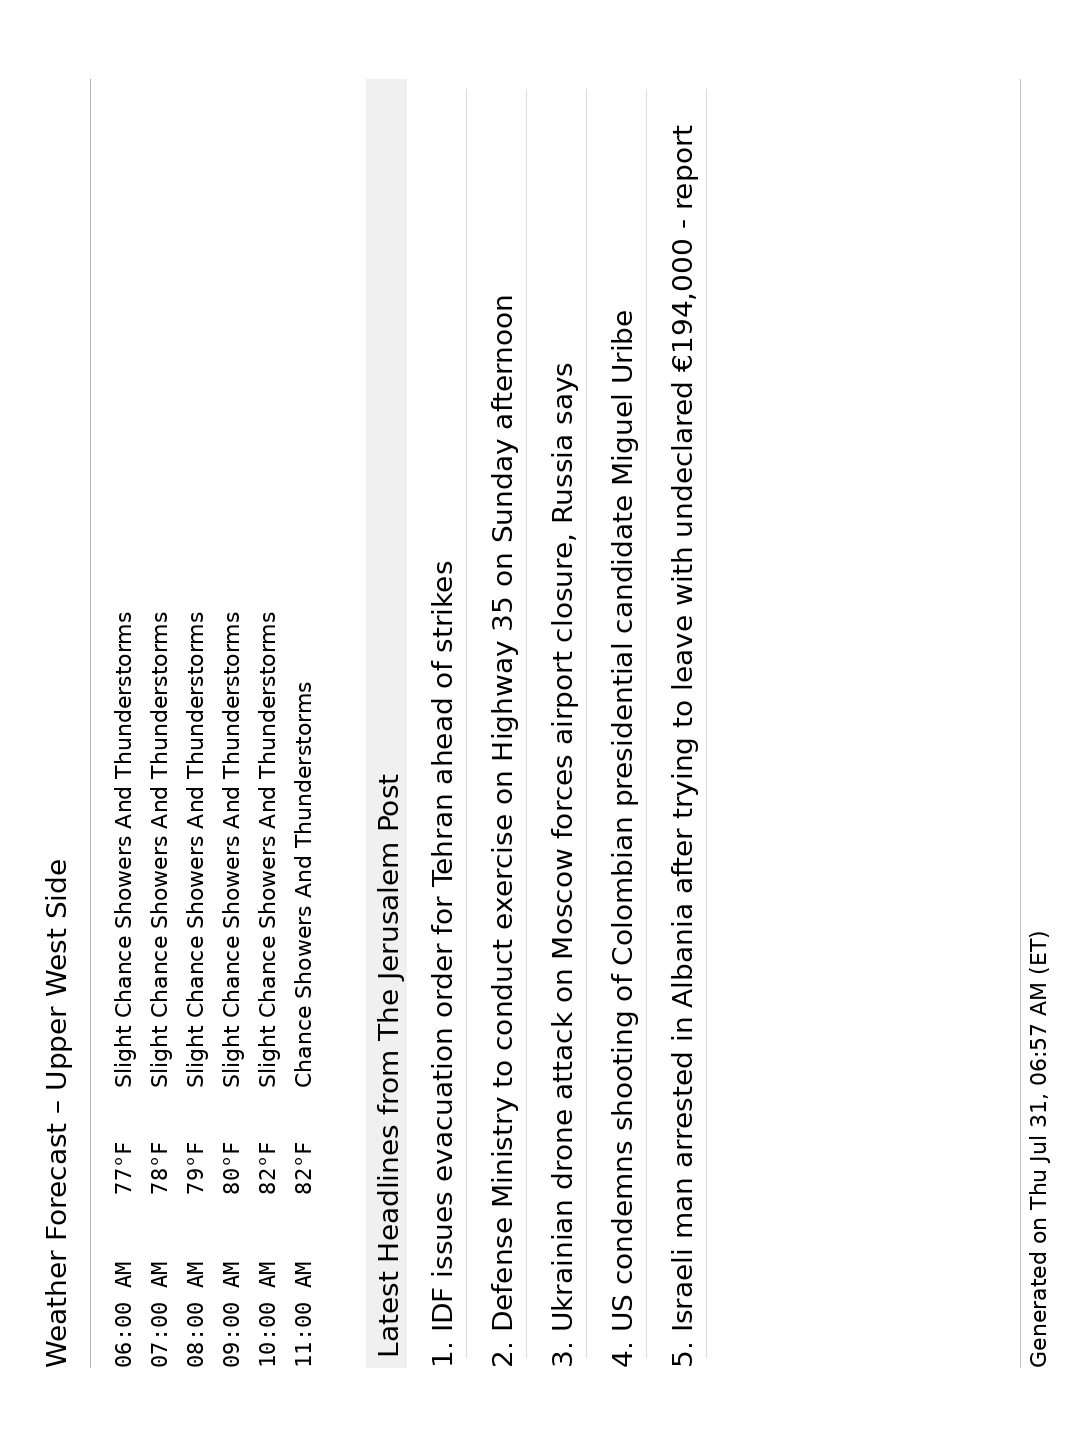 Weather Forecast – Upper West Side
06:00 AM 77°F Slight Chance Showers And Thunderstorms
07:00 AM 78°F Slight Chance Showers And Thunderstorms
08:00 AM 79°F Slight Chance Showers And Thunderstorms
09:00 AM 80°F Slight Chance Showers And Thunderstorms
10:00 AM 82°F Slight Chance Showers And Thunderstorms
11:00 AM 82°F Chance Showers And Thunderstorms
Latest Headlines from The Jerusalem Post
1. IDF issues evacuation order for Tehran ahead of strikes
2. Defense Ministry to conduct exercise on Highway 35 on Sunday afternoon
3. Ukrainian drone attack on Moscow forces airport closure, Russia says
4. US condemns shooting of Colombian presidential candidate Miguel Uribe
5. Israeli man arrested in Albania after trying to leave with undeclared €194,000 - report
Generated on Thu Jul 31, 06:57 AM (ET)